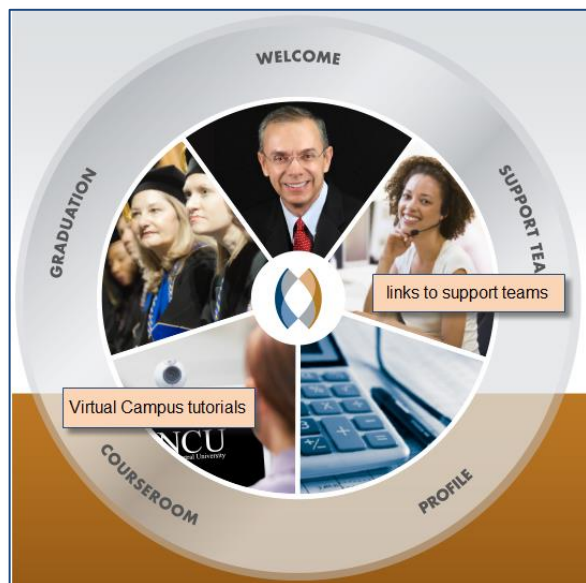 WELCOME
GRADUATION
SUPPORT TEA
links to support teams
Virtual Campus tutorials
NCU
COURSEROOM
PROFILE